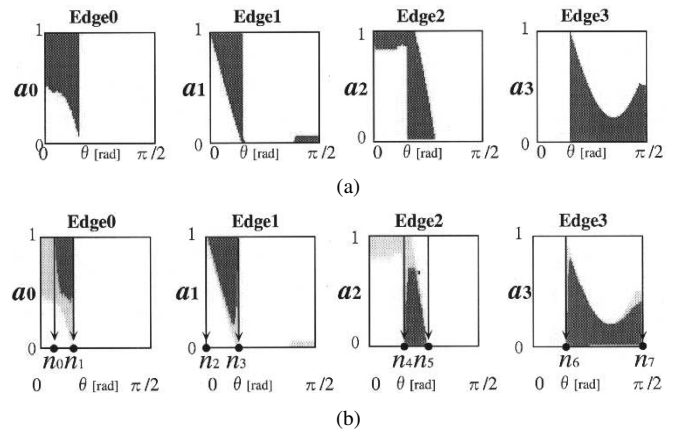 Edge0 Edge1 Edge2 Edge3
1 1 1 1
a0 a1 a2 a3
0 0 0 0
0 θ [rad] π/2 0 θ [rad] π/2 0 θ [rad] π/2 0 θ [rad] π/2
(a)
Edge0 Edge1 Edge2 Edge3
1 1 1 1
a0 a1 a2 a3
0 0 0 0
n0 n1 n2 n3 n4 n5 n6 n7
0 θ [rad] π/2 0 θ [rad] π/2 0 θ [rad] π/2 0 θ [rad] π/2
(b)